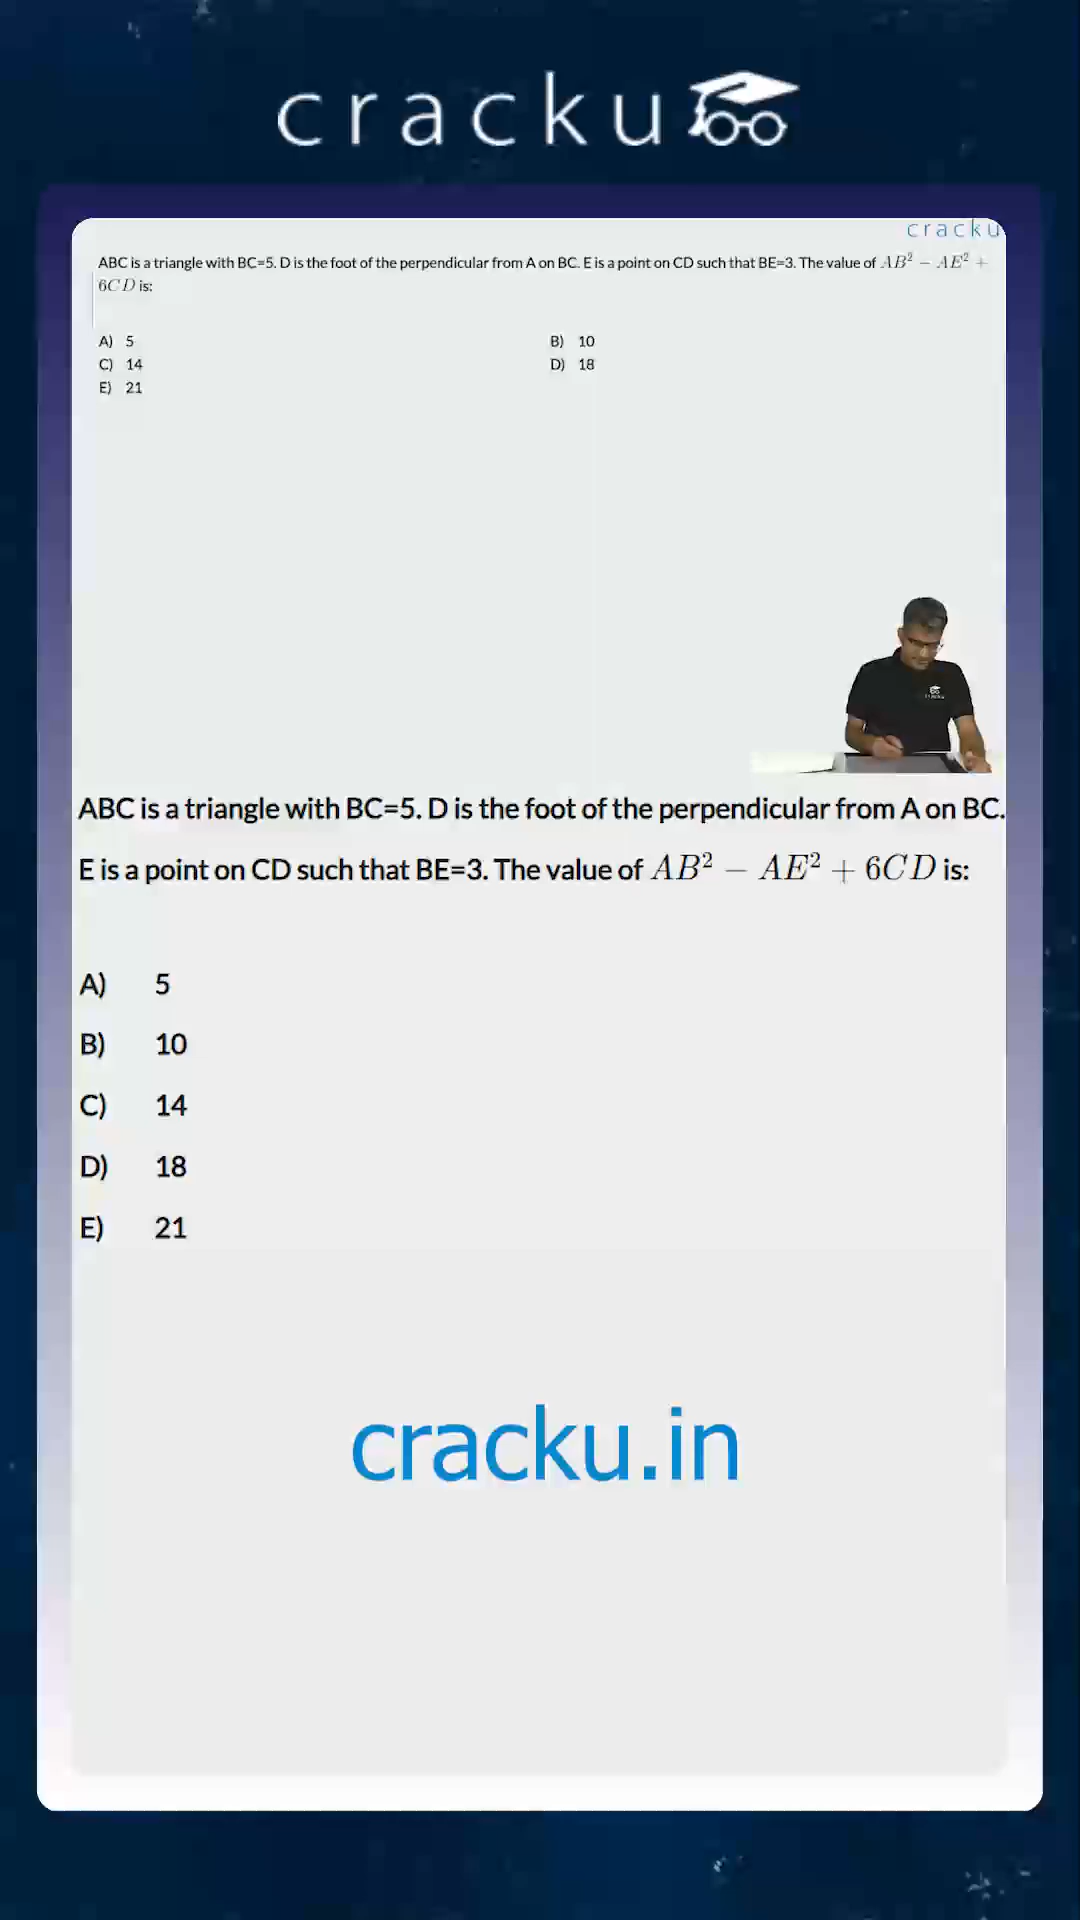 cracku
cracku
ABC is a triangle with BC=5. D is the foot of the perpendicular from A on BC. E is a point on CD such that BE=3. The value of AB² − AE² +
6CD is:
A) 5
B) 10
C) 14
D) 18
E) 21
ABC is a triangle with BC=5. D is the foot of the perpendicular from A on BC.
E is a point on CD such that BE=3. The value of AB² − AE² + 6CD is:
A) 5
B) 10
C) 14
D) 18
E) 21
cracku.in